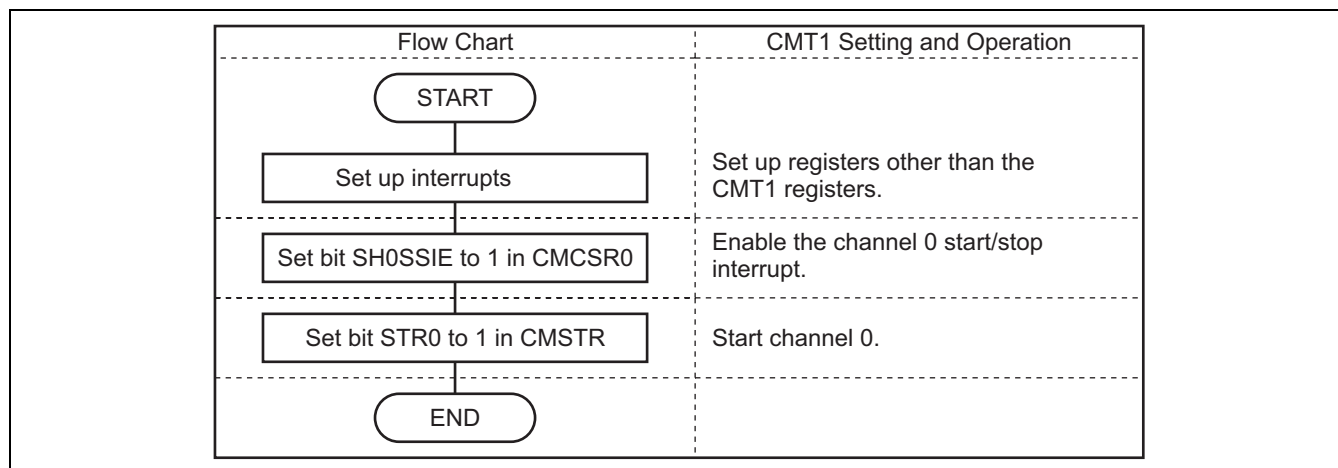 Flow Chart
CMT1 Setting and Operation
START
Set up interrupts
Set up registers other than the
CMT1 registers.
Set bit SH0SSIE to 1 in CMCSR0
Enable the channel 0 start/stop
interrupt.
Set bit STR0 to 1 in CMSTR
Start channel 0.
END